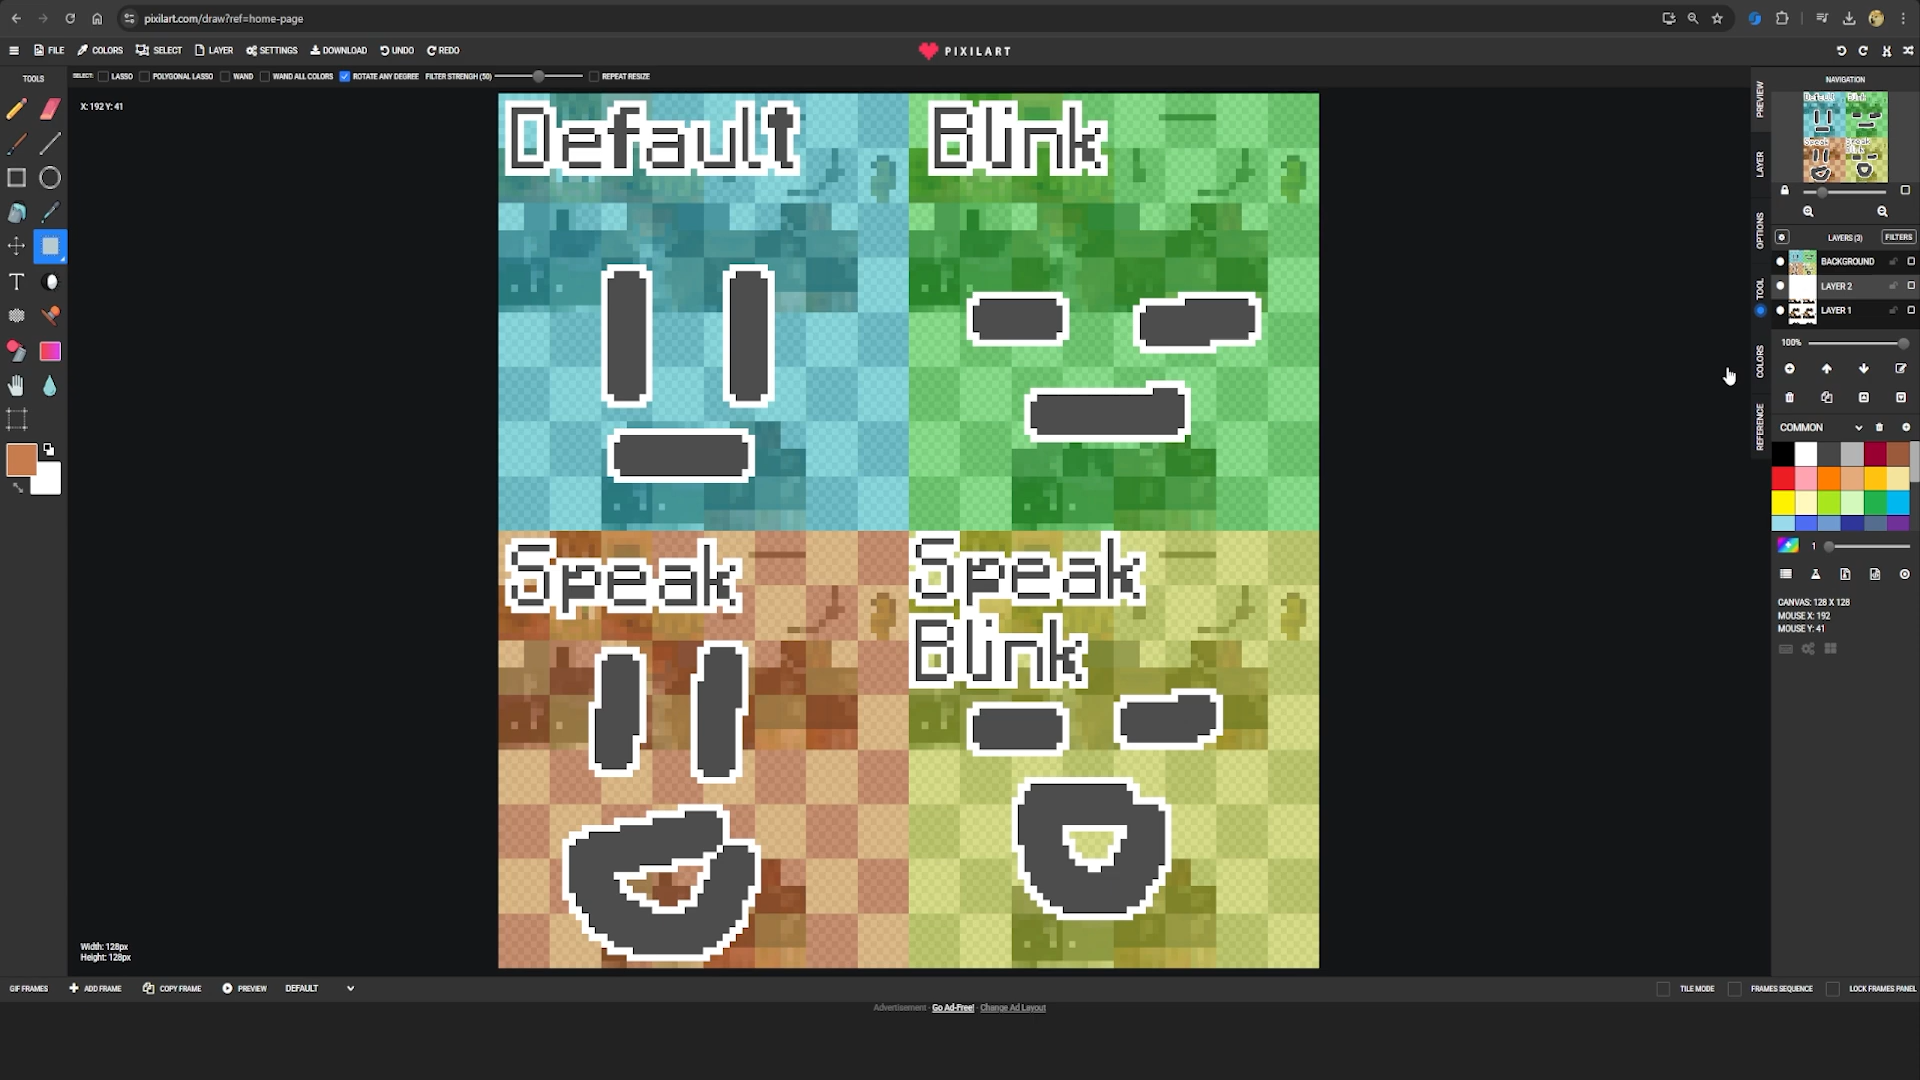 pixilart.com/draw?ref=home-page
FILE COLORS SELECT LAYER SETTINGS DOWNLOAD UNDO REDO PIXILART
TOOLS SELECT: LASSO POLYGONAL LASSO WAND WAND ALL COLORS ROTATE ANY DEGREE FILTER STRENGH (50) REPEAT RESIZE
NAVIGATION
X: 192 Y: 41
Default
Blink
Speak
Speak
Blink
PREVIEW
LAYER
OPTIONS
TOOL
COLORS
REFERENCE
LAYERS (3) FILTERS
BACKGROUND
LAYER 2
LAYER 1
100%
COMMON
1
CANVAS: 128 X 128
MOUSE X: 192
MOUSE Y: 41
Width: 128px
Height: 128px
GIF FRAMES ADD FRAME COPY FRAME PREVIEW DEFAULT TILE MODE FRAMES SEQUENCE LOCK FRAMES PANEL
Advertisement - Go Ad-Free! - Change Ad Layout